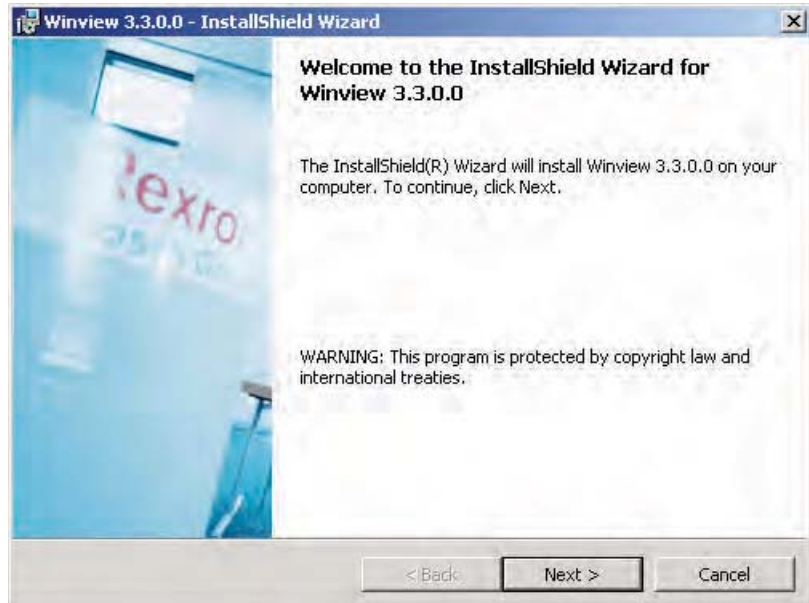 Winview 3.3.0.0 - InstallShield Wizard
Welcome to the InstallShield Wizard for
Winview 3.3.0.0
The InstallShield(R) Wizard will install Winview 3.3.0.0 on your
computer. To continue, click Next.
WARNING: This program is protected by copyright law and
international treaties.
< Back
Next >
Cancel